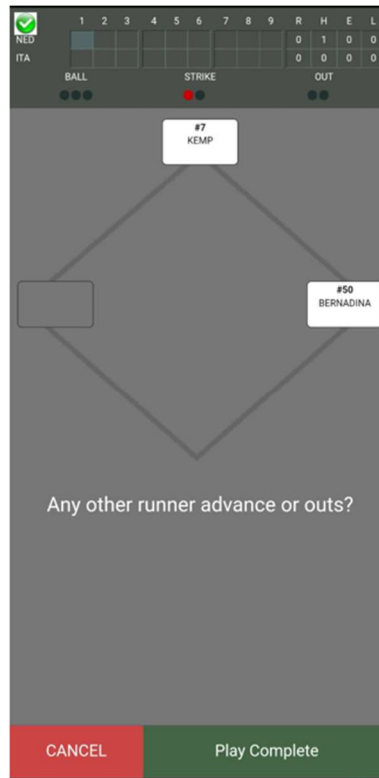 1 2 3 4 5 6 7 8 9 R H E L
NED 0 1 0 0
ITA 0 0 0 0
BALL STRIKE OUT
#7
KEMP
#50
BERNADINA
Any other runner advance or outs?
CANCEL Play Complete